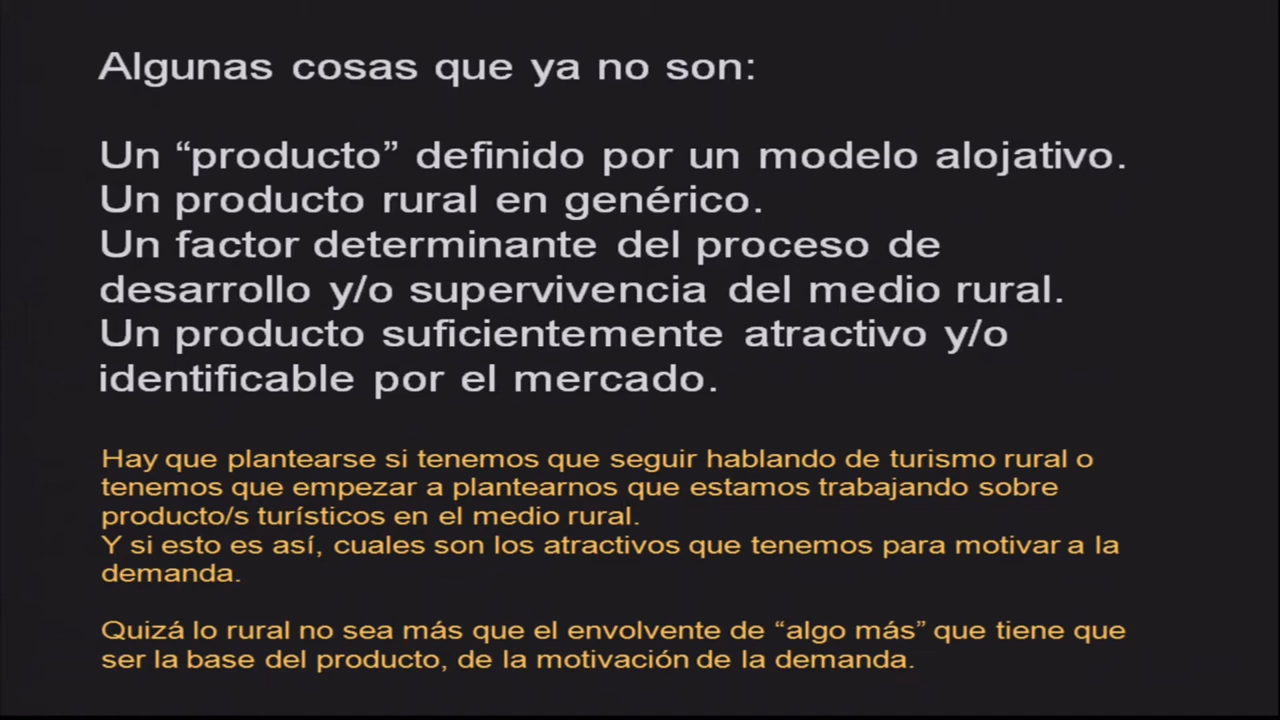 Algunas cosas que ya no son:
Un “producto” definido por un modelo alojativo.
Un producto rural en genérico.
Un factor determinante del proceso de
desarrollo y/o supervivencia del medio rural.
Un producto suficientemente atractivo y/o
identificable por el mercado.
Hay que plantearse si tenemos que seguir hablando de turismo rural o
tenemos que empezar a plantearnos que estamos trabajando sobre
producto/s turísticos en el medio rural.
Y si esto es así, cuales son los atractivos que tenemos para motivar a la
demanda.
Quizá lo rural no sea más que el envolvente de “algo más” que tiene que
ser la base del producto, de la motivación de la demanda.